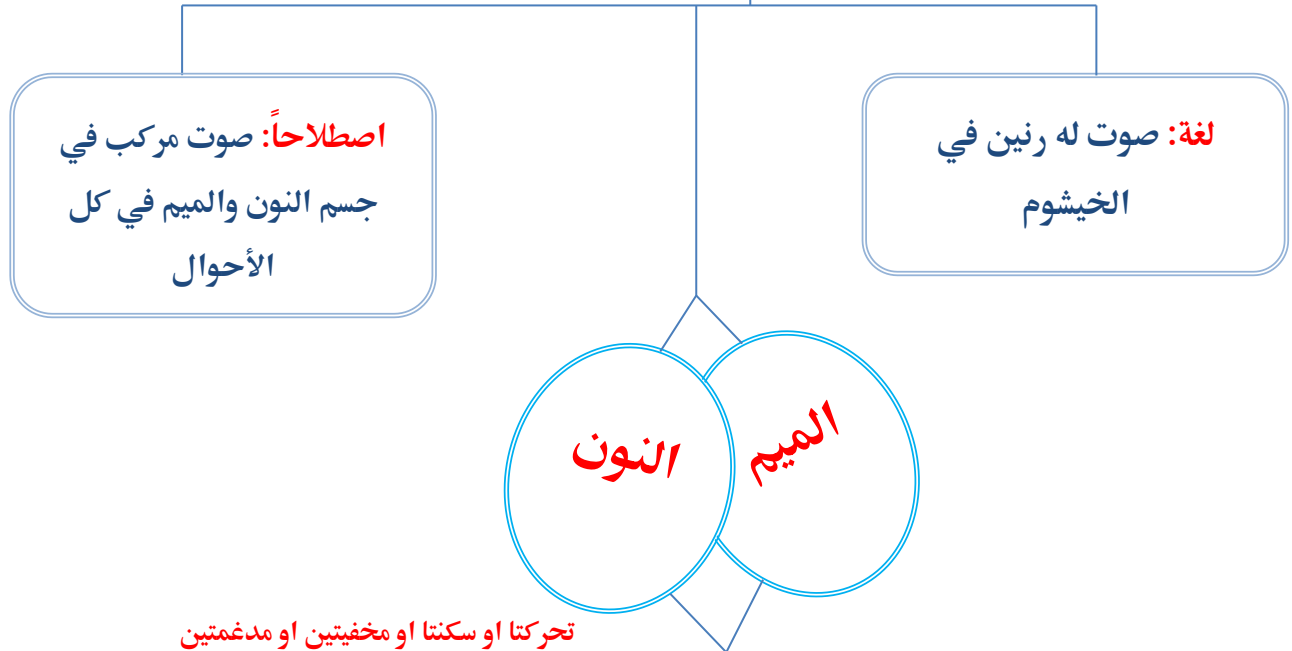 لغة: صوت له رنين في
الخيشوم
اصطلاحاً: صوت مركب في
جسم النون والميم في كل
الأحوال
الميم
النون
تحركتا او سكنتا او مخفيتين او مدغمتين